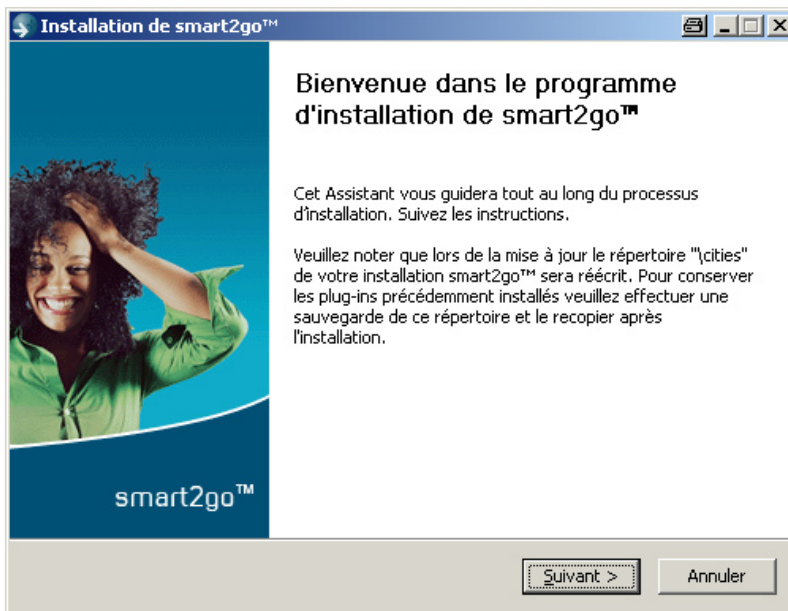 Installation de smart2go™
Bienvenue dans le programme
d'installation de smart2go™
Cet Assistant vous guidera tout au long du processus
d'installation. Suivez les instructions.
Veuillez noter que lors de la mise à jour le répertoire "\cities"
de votre installation smart2go™ sera réécrit. Pour conserver
les plug-ins précédemment installés veuillez effectuer une
sauvegarde de ce répertoire et le recopier après
l'installation.
smart2go™
Suivant >
Annuler